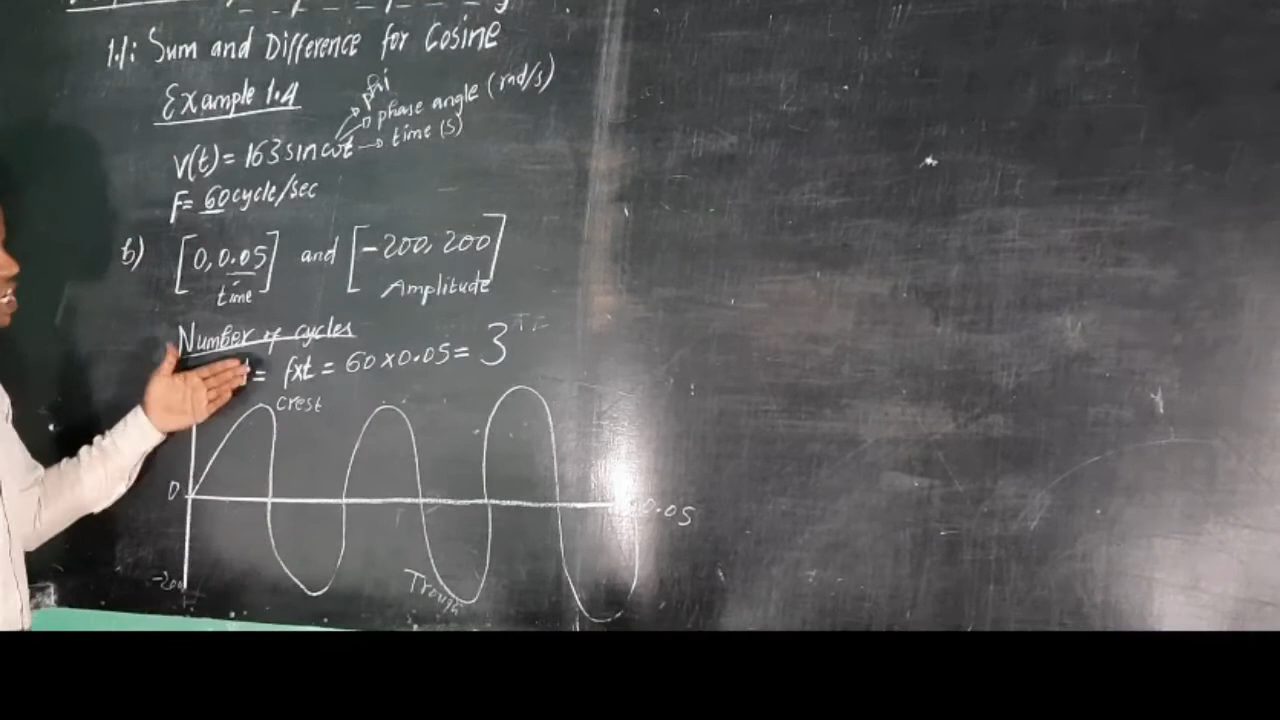 1.1: Sum and Difference for Cosine
Example 1.4
phi
phase angle (rad/s)
V(t) = 163 sin wt → time (s)
F= 60 cycle/sec
b) [0, 0.05] and [-200, 200]
time Amplitude
Number of cycles
= fxt = 60 x 0.05 = 3
crest
0
0.05
-200
Trough